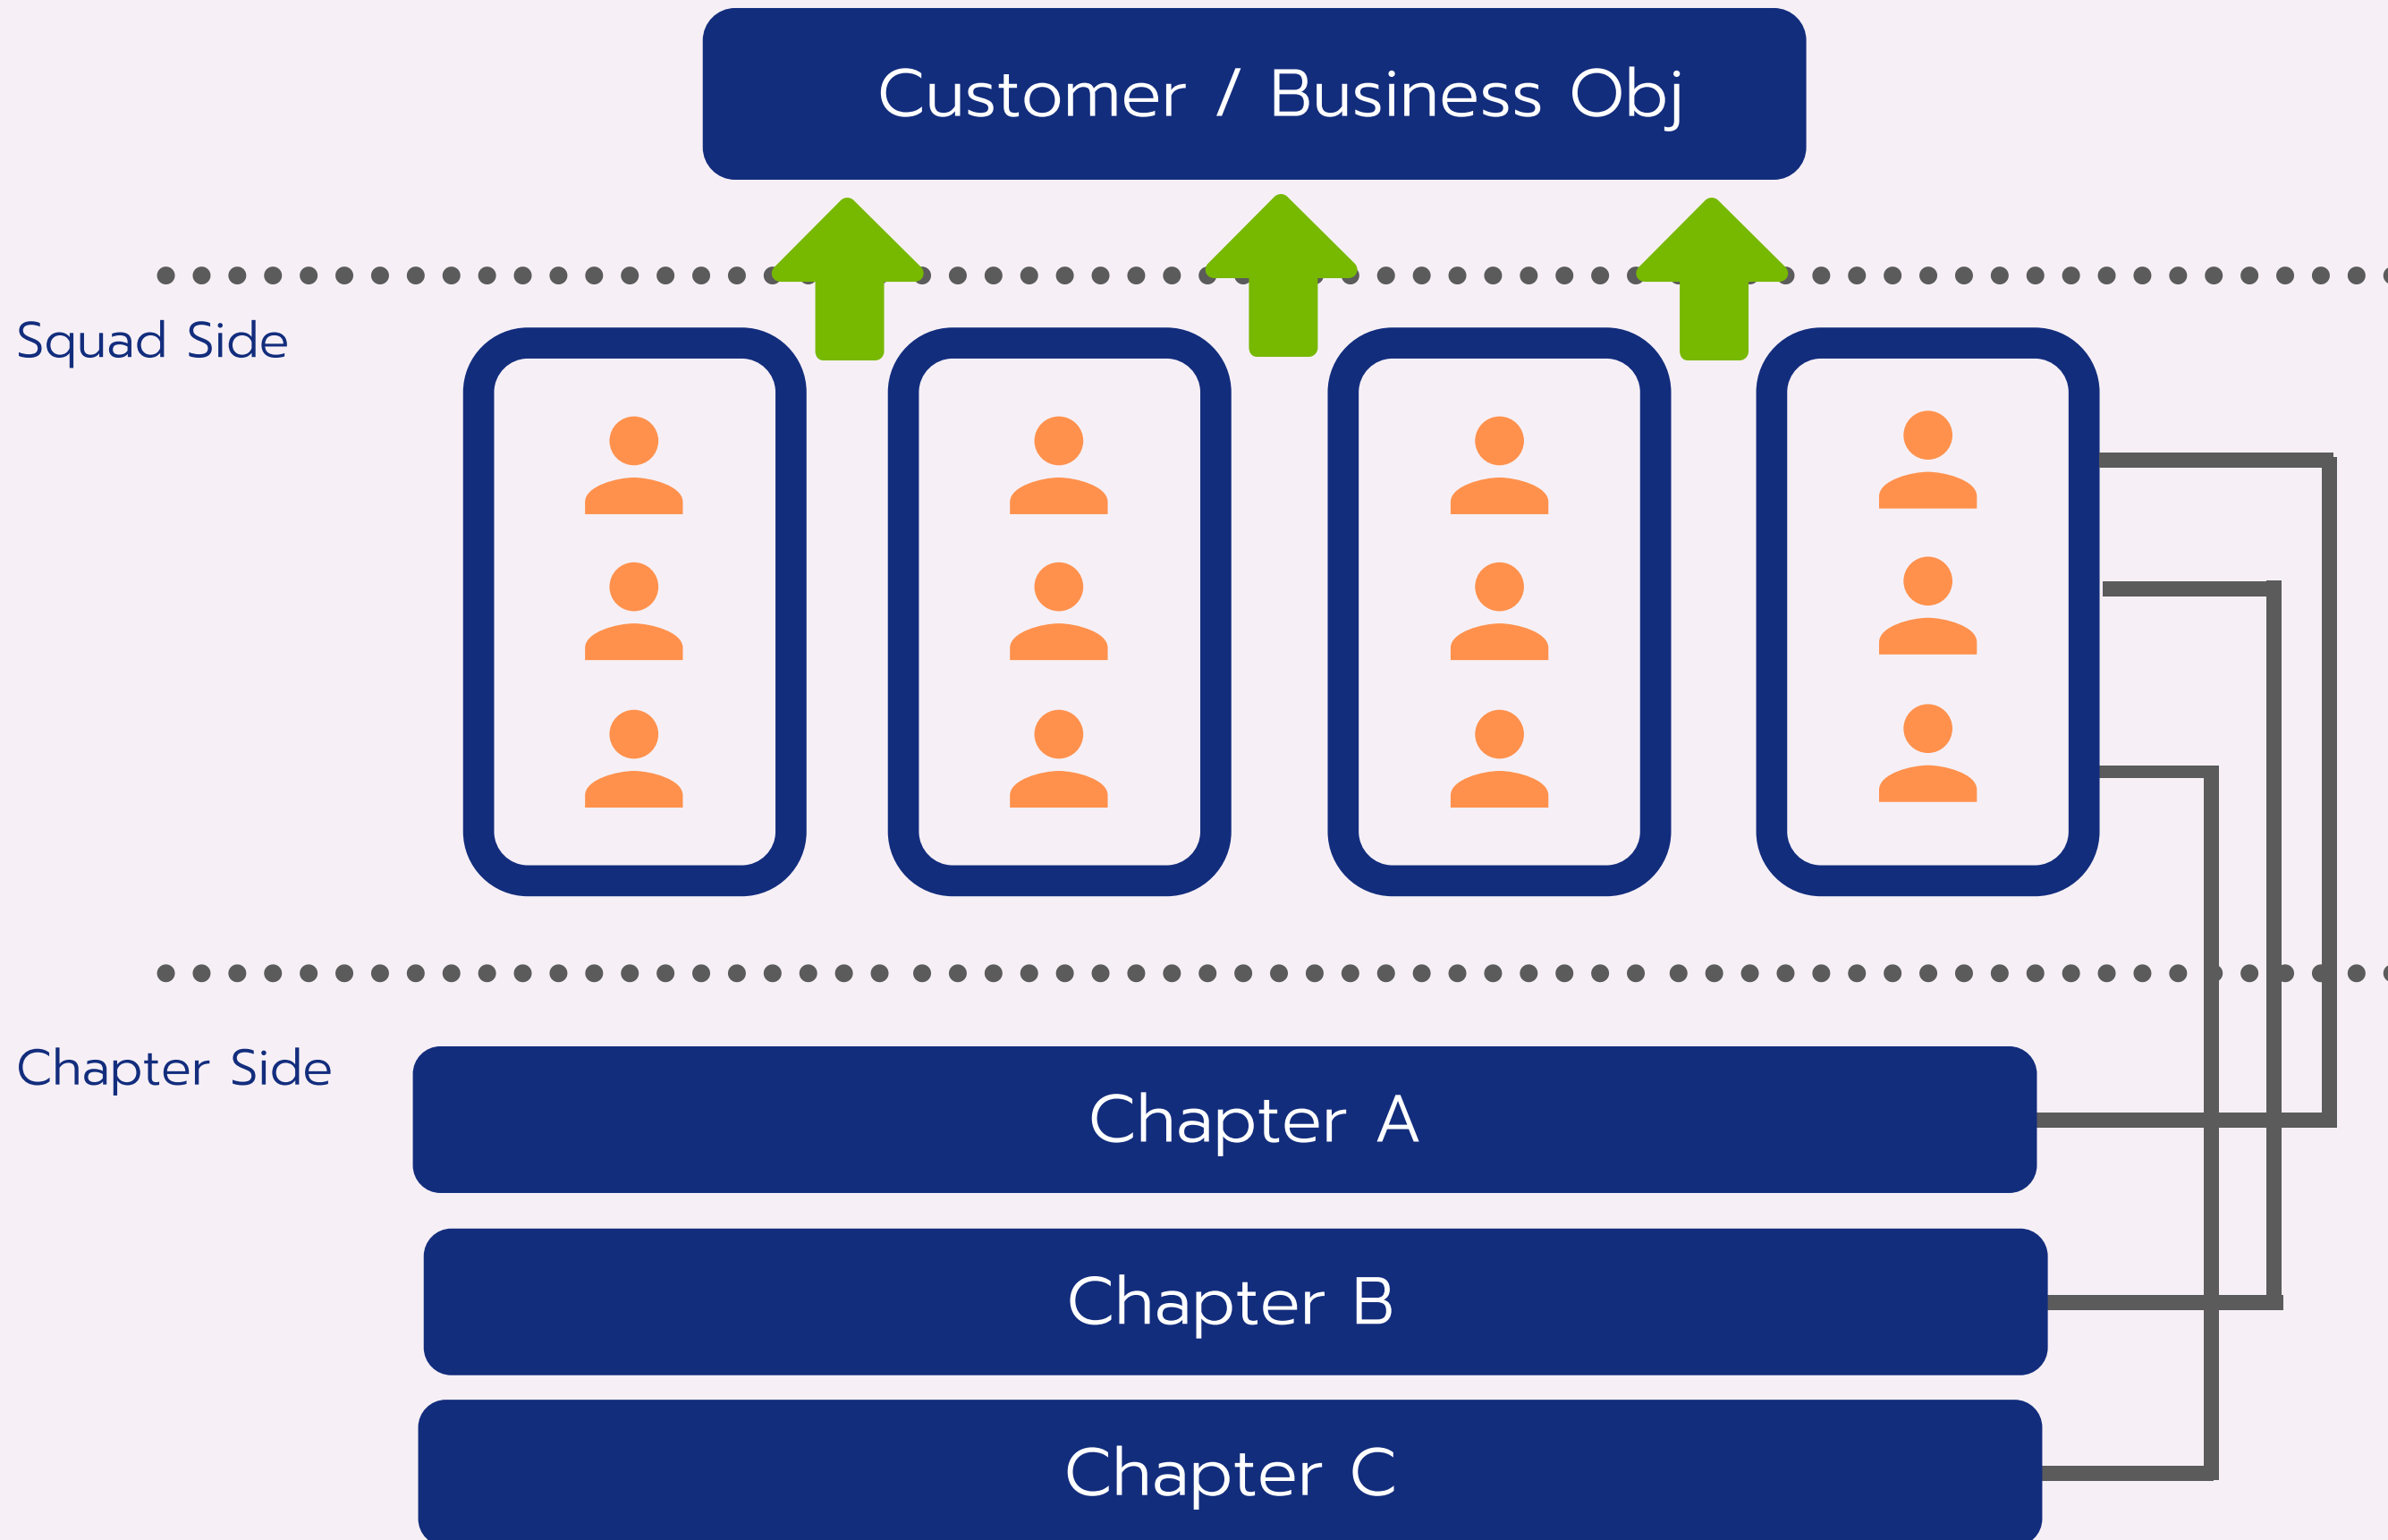 Customer / Business Obj
Squad Side
Chapter Side
Chapter A
Chapter B
Chapter C